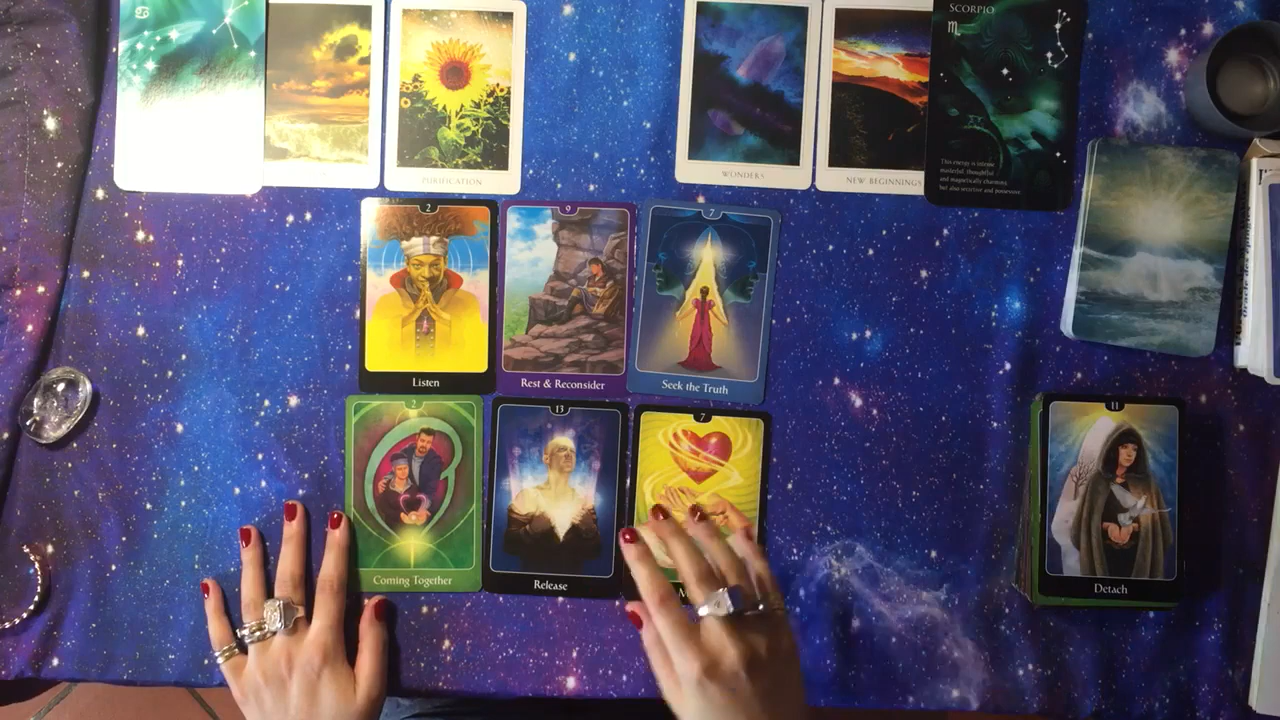 SCORPIO
This energy is intense
masterful, thoughtful
and magnetically charming,
but also secretive and possessive.
PURIFICATION
WONDERS
NEW BEGINNINGS
2
9
7
Listen
Rest & Reconsider
Seek the Truth
2
13
7
11
Coming Together
Release
Detach